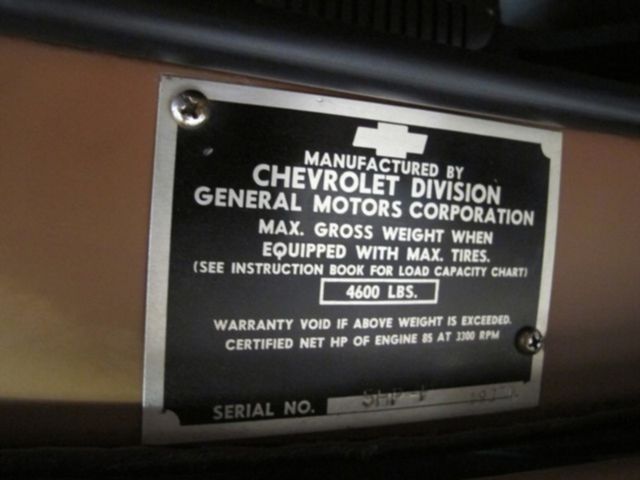 MANUFACTURED BY
CHEVROLET DIVISION
GENERAL MOTORS CORPORATION
MAX. GROSS WEIGHT WHEN
EQUIPPED WITH MAX. TIRES.
(SEE INSTRUCTION BOOK FOR LOAD CAPACITY CHART)
4600 LBS.
WARRANTY VOID IF ABOVE WEIGHT IS EXCEEDED.
CERTIFIED NET HP OF ENGINE 85 AT 3300 RPM
SERIAL NO.